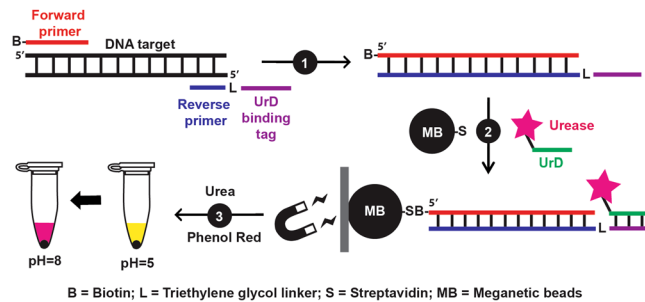 Forward
primer
B
5'
DNA target
5'
L
Reverse
primer
UrD
binding
tag
1
B
5'
L
MB
-S
2
Urease
UrD
Urea
3
Phenol Red
MB
-SB-
5'
L
pH=8
pH=5
B = Biotin; L = Triethylene glycol linker; S = Streptavidin; MB = Meganetic beads